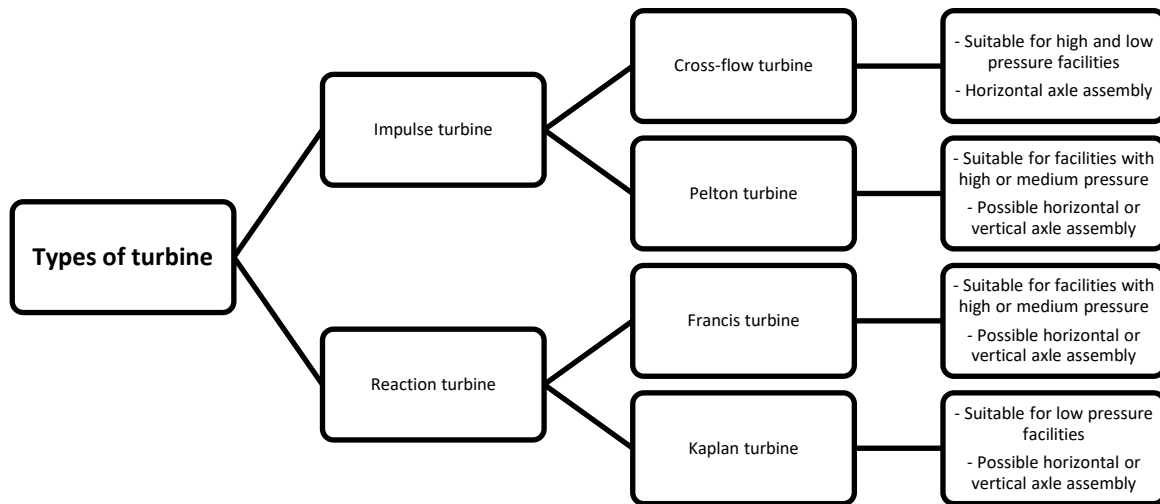 Types of turbine
Impulse turbine
Reaction turbine
Cross-flow turbine
- Suitable for high and low
pressure facilities
- Horizontal axle assembly
Pelton turbine
- Suitable for facilities with
high or medium pressure
- Possible horizontal or
vertical axle assembly
Francis turbine
- Suitable for facilities with
high or medium pressure
- Possible horizontal or
vertical axle assembly
Kaplan turbine
- Suitable for low pressure
facilities
- Possible horizontal or
vertical axle assembly